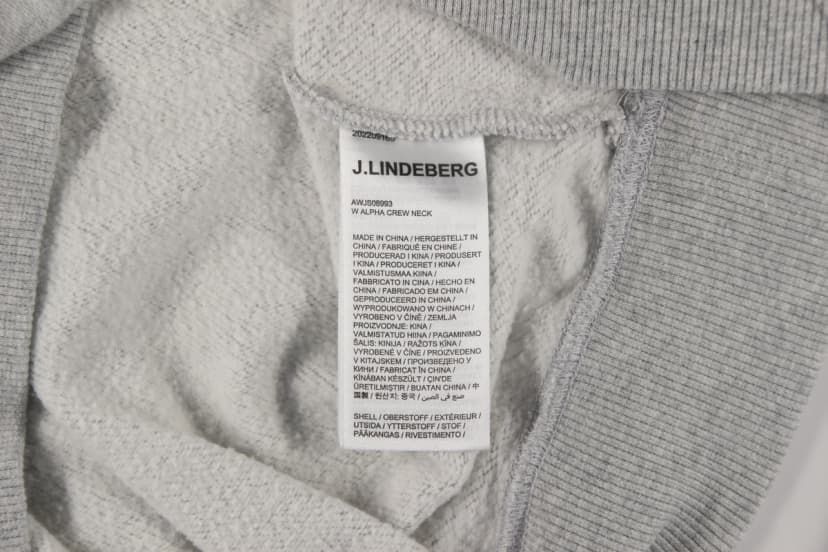 J.LINDEBERG
AWJS08993
W ALPHA CREW NECK
MADE IN CHINA / HERGESTELLT IN
CHINA / FABRIQUÉ EN CHINE /
PRODUCERAD I KINA / PRODUSERT
I KINA / PRODUCERET I KINA /
VALMISTUSMAA KIINA /
FABBRICATO IN CINA / HECHO EN
CHINA / FABRICADO EM CHINA /
GEPRODUCEERD IN CHINA /
WYPRODUKOWANO W CHINACH /
VYROBENO V ČÍNĚ / ZEMLJA
PROIZVODNJE: KINA /
VALMISTATUD HIINA / PAGAMINIMO
ŠALIS: KINIJA / RAŽOTS ĶĪNA /
VYROBENÉ V ČÍNE / PROIZVEDENO
V KITAJSKEM / ПРОИЗВЕДЕНО У
КИНИ / FABRICAT ÎN CHINA /
KÍNÁBAN KÉSZÜLT / ÇIN'DE
ÜRETILMIŞTIR / BUATAN CHINA / 中
国製 / 원산지: 중국 / صنع في الصين /
SHELL / OBERSTOFF / EXTÉRIEUR /
UTSIDA / YTTERSTOFF / STOF /
PÄÄKANGAS / RIVESTIMENTO /